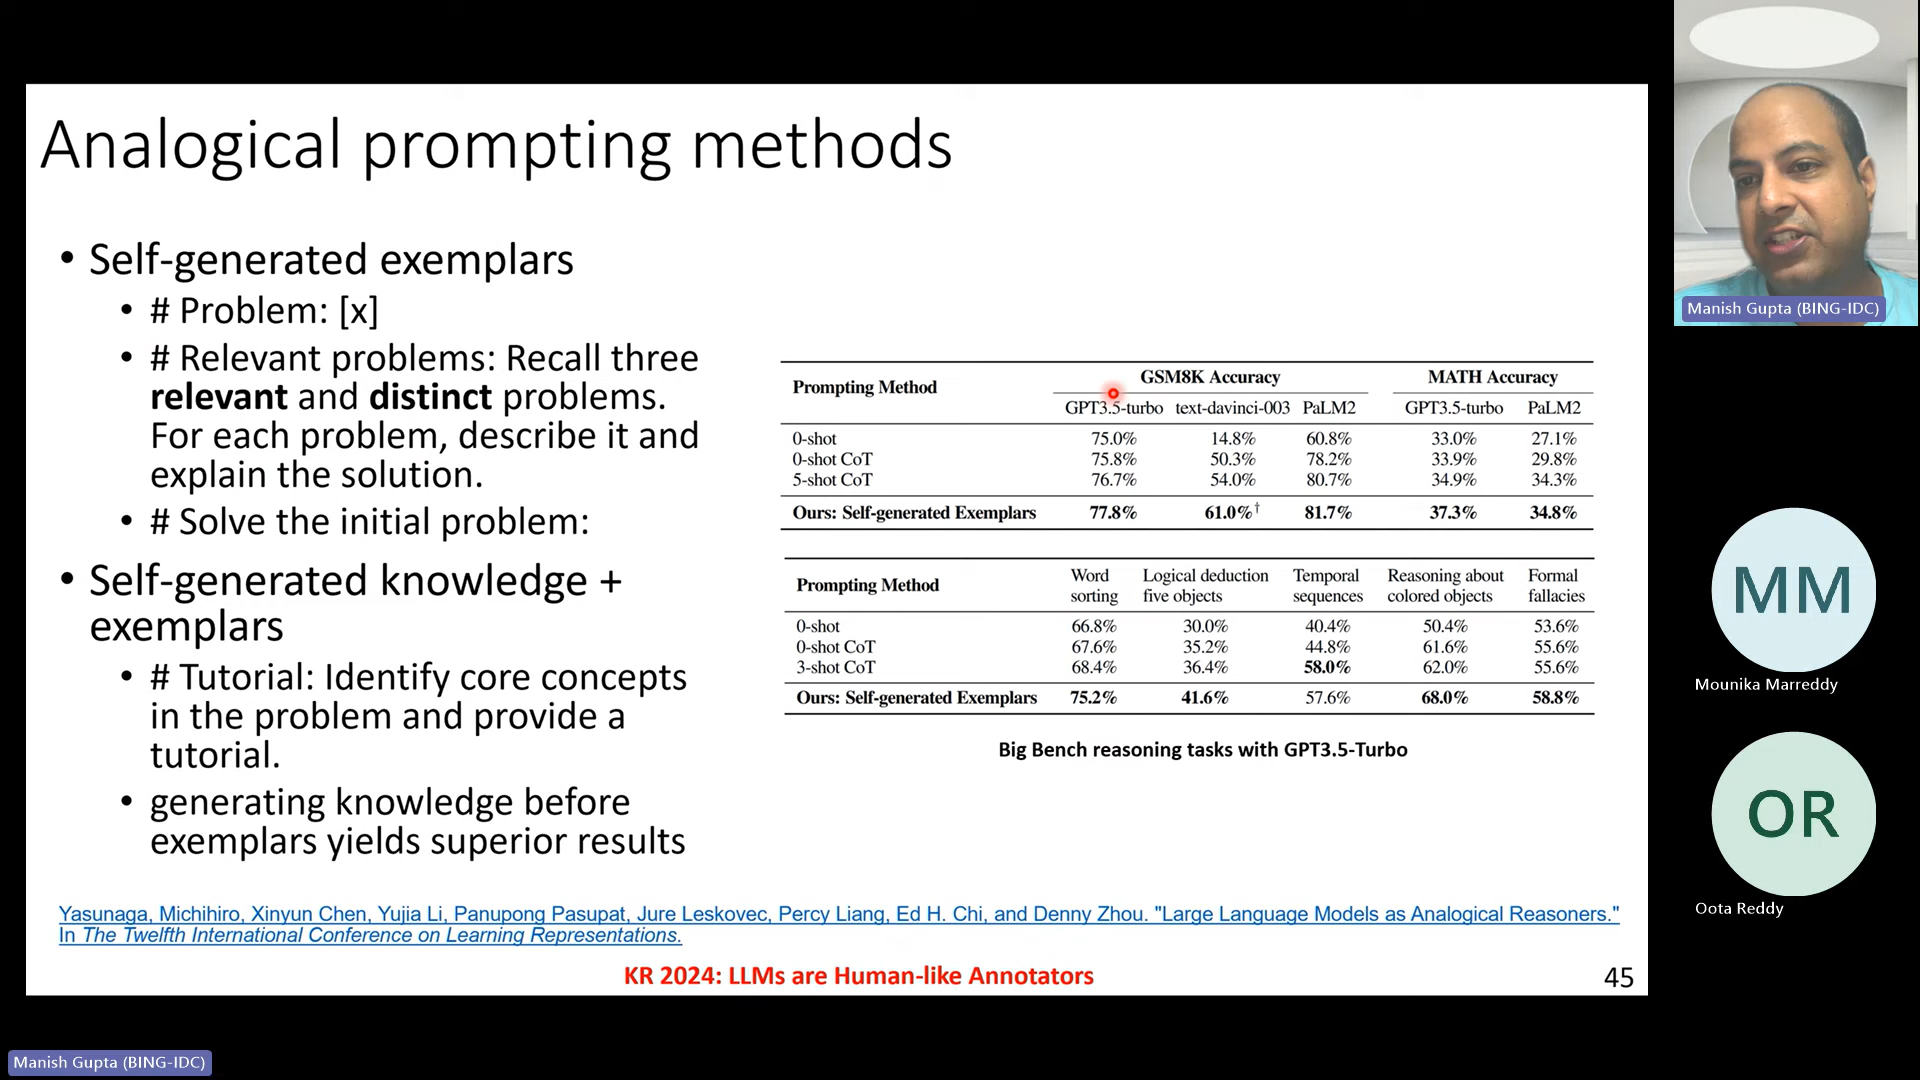 Analogical prompting methods
• Self-generated exemplars
• # Problem: [x]
• # Relevant problems: Recall three
relevant and distinct problems.
For each problem, describe it and
explain the solution.
• # Solve the initial problem:
• Self-generated knowledge +
exemplars
• # Tutorial: Identify core concepts
in the problem and provide a
tutorial.
• generating knowledge before
exemplars yields superior results
Prompting Method GSM8K Accuracy MATH Accuracy
GPT3.5-turbo text-davinci-003 PaLM2 GPT3.5-turbo PaLM2
0-shot 75.0% 14.8% 60.8% 33.0% 27.1%
0-shot CoT 75.8% 50.3% 78.2% 33.9% 29.8%
5-shot CoT 76.7% 54.0% 80.7% 34.9% 34.3%
Ours: Self-generated Exemplars 77.8% 61.0%† 81.7% 37.3% 34.8%
Prompting Method Word sorting Logical deduction five objects Temporal sequences Reasoning about colored objects Formal fallacies
0-shot 66.8% 30.0% 40.4% 50.4% 53.6%
0-shot CoT 67.6% 35.2% 44.8% 61.6% 55.6%
3-shot CoT 68.4% 36.4% 58.0% 62.0% 55.6%
Ours: Self-generated Exemplars 75.2% 41.6% 57.6% 68.0% 58.8%
Big Bench reasoning tasks with GPT3.5-Turbo
Yasunaga, Michihiro, Xinyun Chen, Yujia Li, Panupong Pasupat, Jure Leskovec, Percy Liang, Ed H. Chi, and Denny Zhou. "Large Language Models as Analogical Reasoners."
In The Twelfth International Conference on Learning Representations.
KR 2024: LLMs are Human-like Annotators
45
Manish Gupta (BING-IDC)
MM
Mounika Marreddy
OR
Oota Reddy
Manish Gupta (BING-IDC)